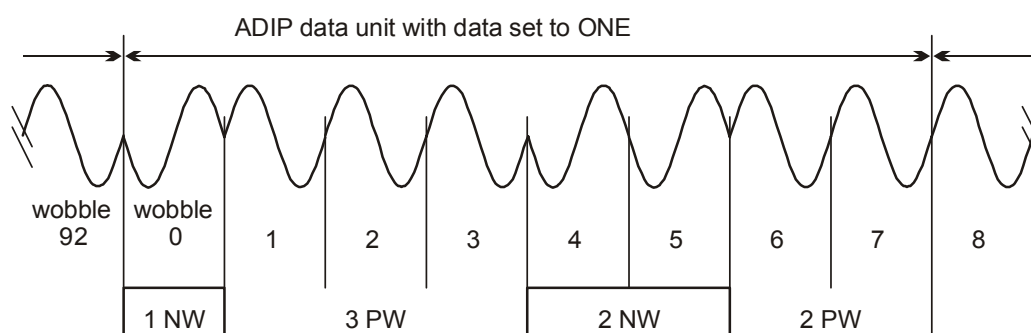 ADIP data unit with data set to ONE
wobble 92
wobble 0
1
2
3
4
5
6
7
8
1 NW
3 PW
2 NW
2 PW